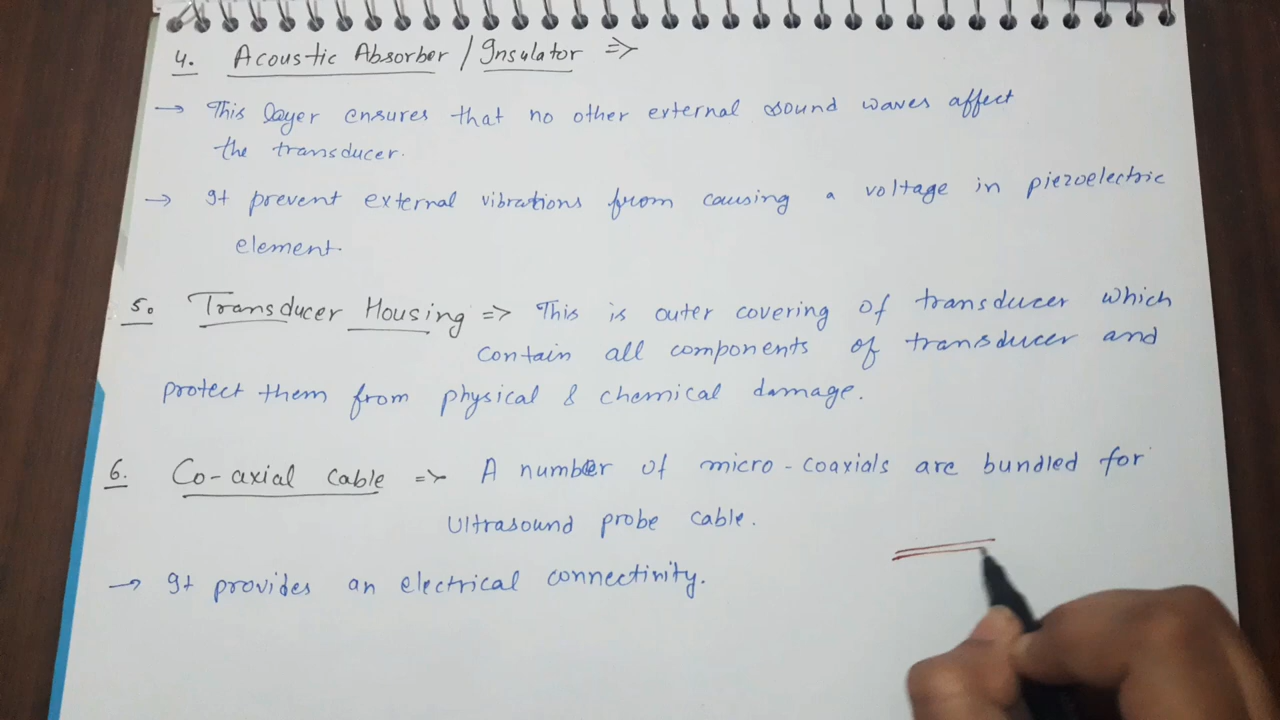 4. Acoustic Absorber / Insulator =>
→ This layer ensures that no other external sound waves affect
the transducer.
→ It prevent external vibrations from causing a voltage in piezoelectric
element.
5. Transducer Housing => This is outer covering of transducer which
contain all components of transducer and
protect them from physical & chemical damage.
6. Co-axial cable => A number of micro-coaxials are bundled for
Ultrasound probe cable.
→ It provides an electrical connectinity.